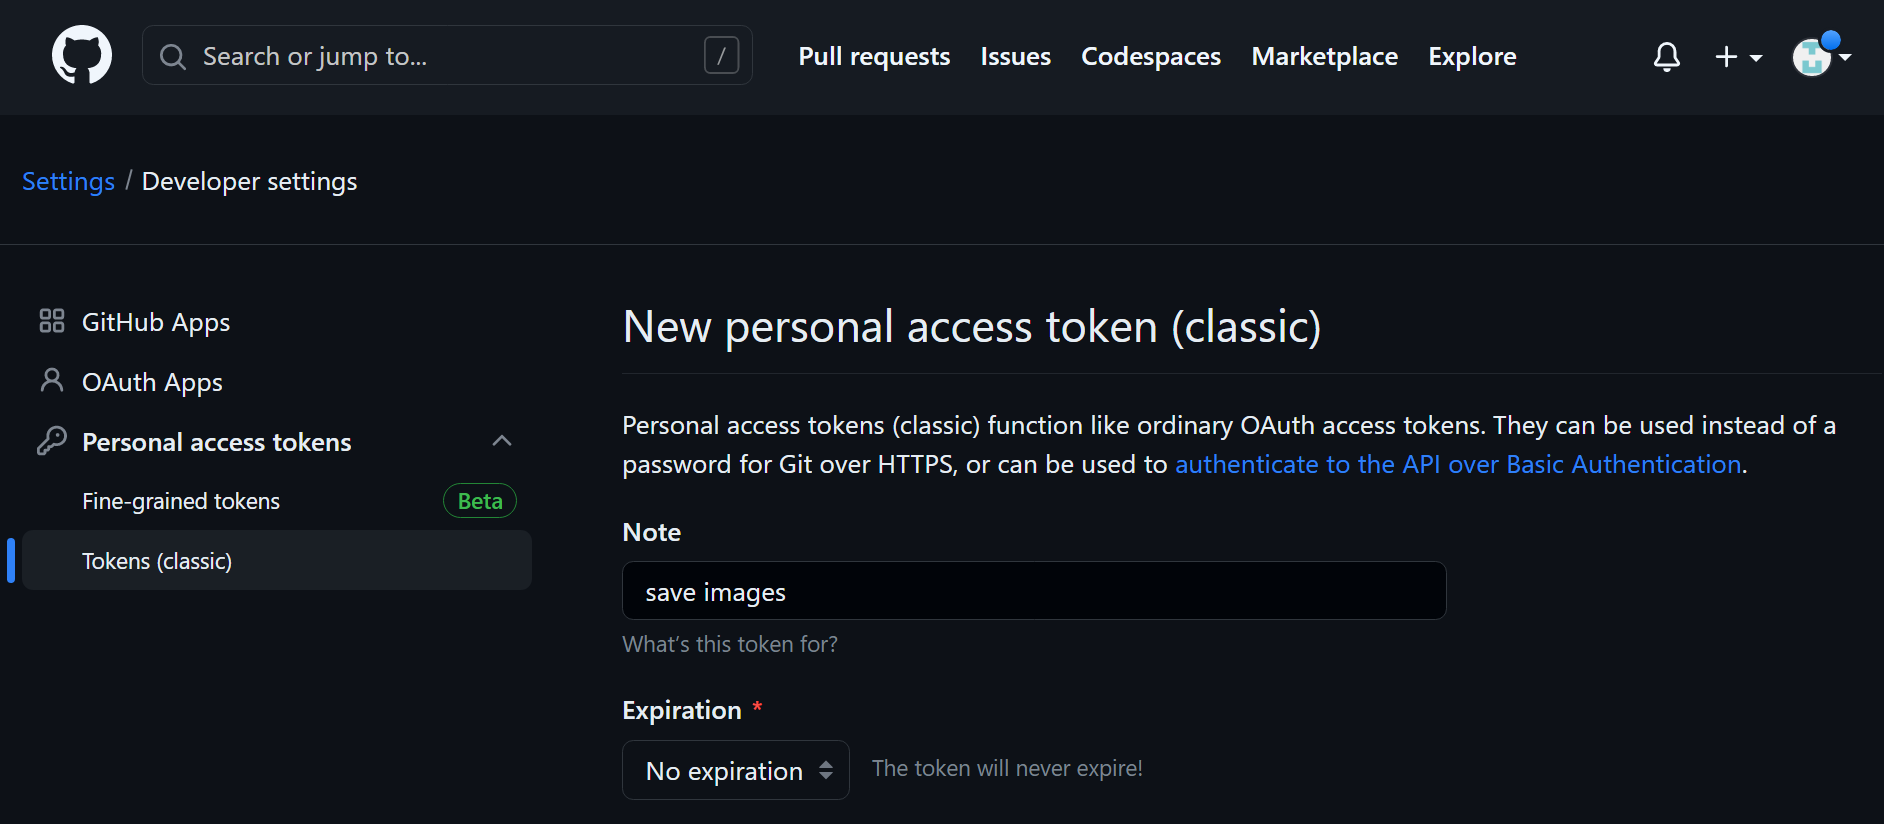 Search or jump to... / Pull requests Issues Codespaces Marketplace Explore
Settings / Developer settings
GitHub Apps
OAuth Apps
Personal access tokens
Fine-grained tokens Beta
Tokens (classic)
New personal access token (classic)
Personal access tokens (classic) function like ordinary OAuth access tokens. They can be used instead of a
password for Git over HTTPS, or can be used to authenticate to the API over Basic Authentication.
Note
save images
What's this token for?
Expiration *
No expiration The token will never expire!